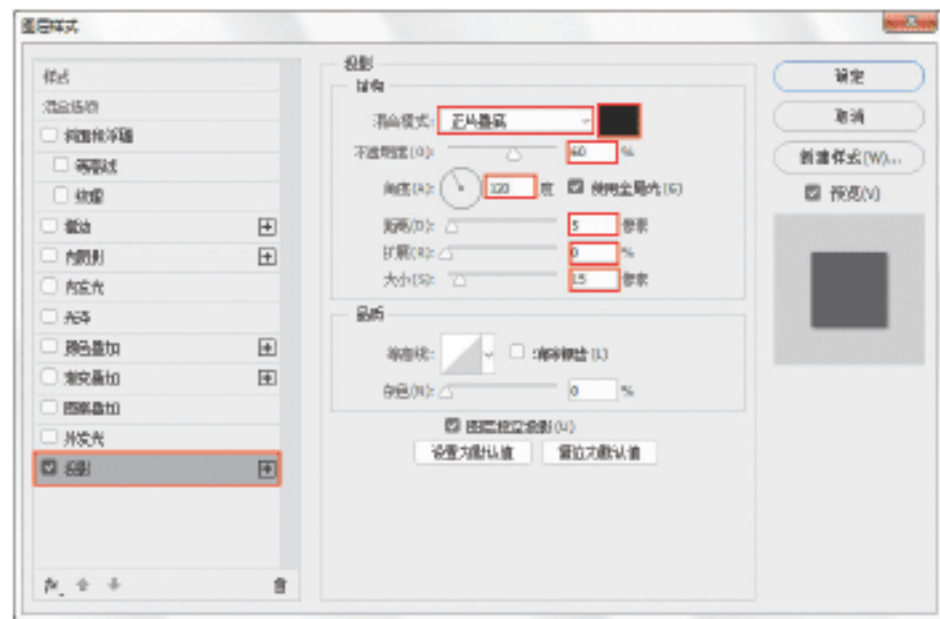 图层样式
样式
混合选项
斜面和浮雕
等高线
纹理
描边
内阴影
内发光
光泽
颜色叠加
渐变叠加
图案叠加
外发光
投影
fx
投影
结构
混合模式: 正片叠底
不透明度(O): 60 %
角度(A): 120 度 使用全局光(G)
距离(D): 5 像素
扩展(R): 0 %
大小(S): 15 像素
品质
等高线: 消除锯齿(L)
杂色(N): 0 %
图层挖空投影(U)
设置为默认值 复位为默认值
确定
取消
新建样式(W)...
预览(V)